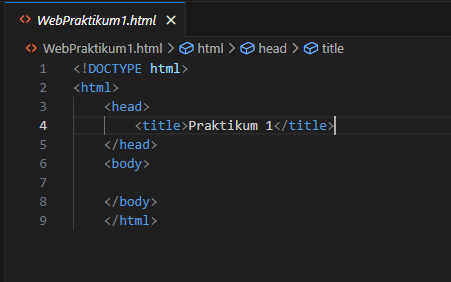 WebPraktikum1.html
WebPraktikum1.html > html > head > title
1 <!DOCTYPE html>
2 <html>
3     <head>
4         <title>Praktikum 1</title>
5     </head>
6     <body>
7
8     </body>
9     </html>